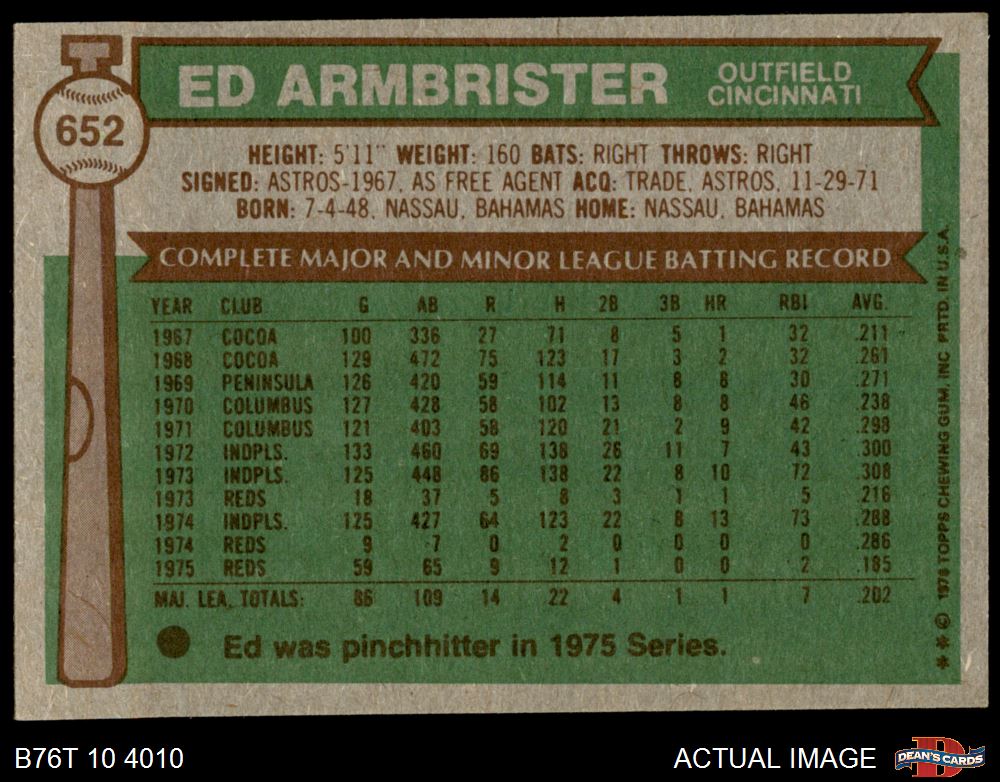 652
ED ARMBRISTER
OUTFIELD
CINCINNATI
HEIGHT: 5'11" WEIGHT: 160 BATS: RIGHT THROWS: RIGHT
SIGNED: ASTROS-1967, AS FREE AGENT ACQ: TRADE, ASTROS, 11-29-71
BORN: 7-4-48, NASSAU, BAHAMAS HOME: NASSAU, BAHAMAS
COMPLETE MAJOR AND MINOR LEAGUE BATTING RECORD
YEAR CLUB G AB R H 2B 3B HR RBI AVG.
1967 COCOA 100 336 27 71 8 5 1 32 .211
1968 COCOA 129 472 75 123 17 3 2 32 .261
1969 PENINSULA 126 420 59 114 11 8 8 30 .271
1970 COLUMBUS 127 428 58 102 13 8 8 46 .238
1971 COLUMBUS 121 403 58 120 21 2 9 42 .298
1972 INDPLS. 133 460 69 138 26 11 7 43 .300
1973 INDPLS. 125 448 86 138 22 8 10 72 .308
1973 REDS 18 37 5 8 3 1 1 5 .216
1974 INDPLS. 125 427 64 123 22 8 13 73 .288
1974 REDS 9 7 0 2 0 0 0 0 .286
1975 REDS 59 65 9 12 1 0 0 2 .185
MAJ. LEA. TOTALS: 86 109 14 22 4 1 1 7 .202
Ed was pinchhitter in 1975 Series.
** © 1976 TOPPS CHEWING GUM, INC. PRTD. IN U.S.A.
B76T 10 4010
ACTUAL IMAGE
D
DEAN'S CARDS